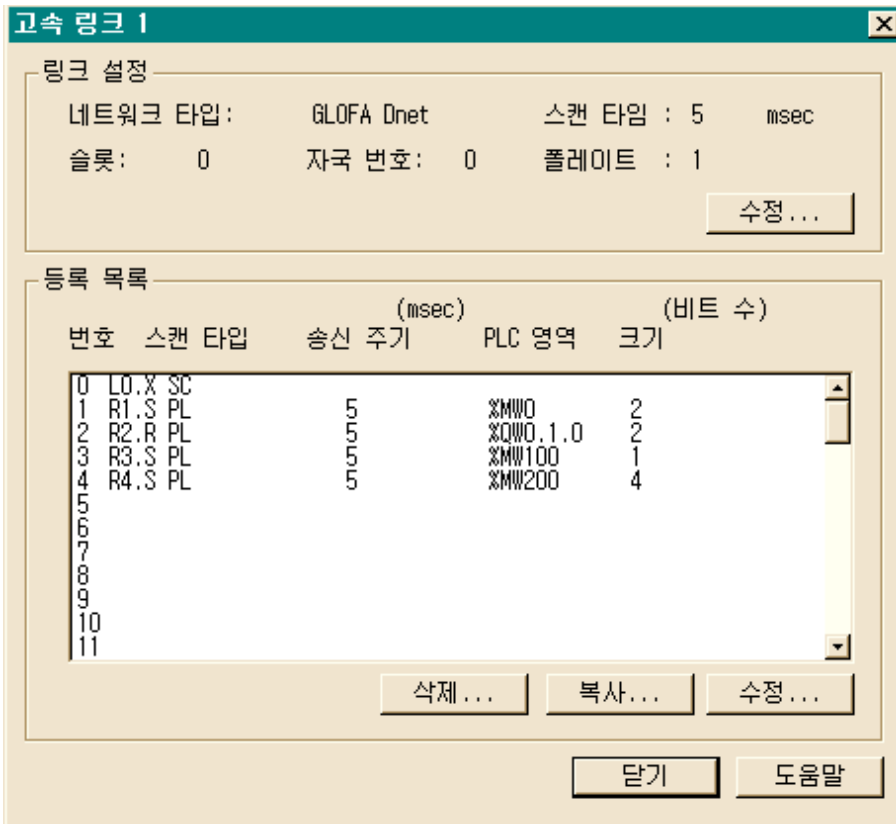 고속 링크 1
링크 설정
네트워크 타입: GLOFA Dnet 스캔 타임 : 5 msec
슬롯: 0 자국 번호: 0 폴레이트 : 1
수정...
등록 목록
(msec) (비트 수)
번호 스캔 타입 송신 주기 PLC 영역 크기
0 L0.X SC
1 R1.S PL 5 %MW0 2
2 R2.R PL 5 %QW0.1.0 2
3 R3.S PL 5 %MW100 1
4 R4.S PL 5 %MW200 4
5
6
7
8
9
10
11
삭제... 복사... 수정...
닫기 도움말